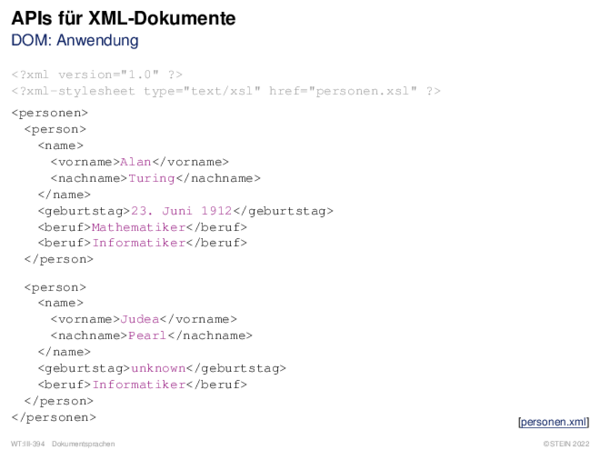 APIs für XML-Dokumente
DOM: Anwendung
<?xml version="1.0" ?>
<?xml-stylesheet type="text/xsl" href="personen.xsl" ?>
<personen>
<person>
<name>
<vorname>Alan</vorname>
<nachname>Turing</nachname>
</name>
<geburtstag>23. Juni 1912</geburtstag>
<beruf>Mathematiker</beruf>
<beruf>Informatiker</beruf>
</person>
<person>
<name>
<vorname>Judea</vorname>
<nachname>Pearl</nachname>
</name>
<geburtstag>unknown</geburtstag>
<beruf>Informatiker</beruf>
</person>
</personen>
[personen.xml]
WT:III-394 Dokumentsprachen
©STEIN 2022